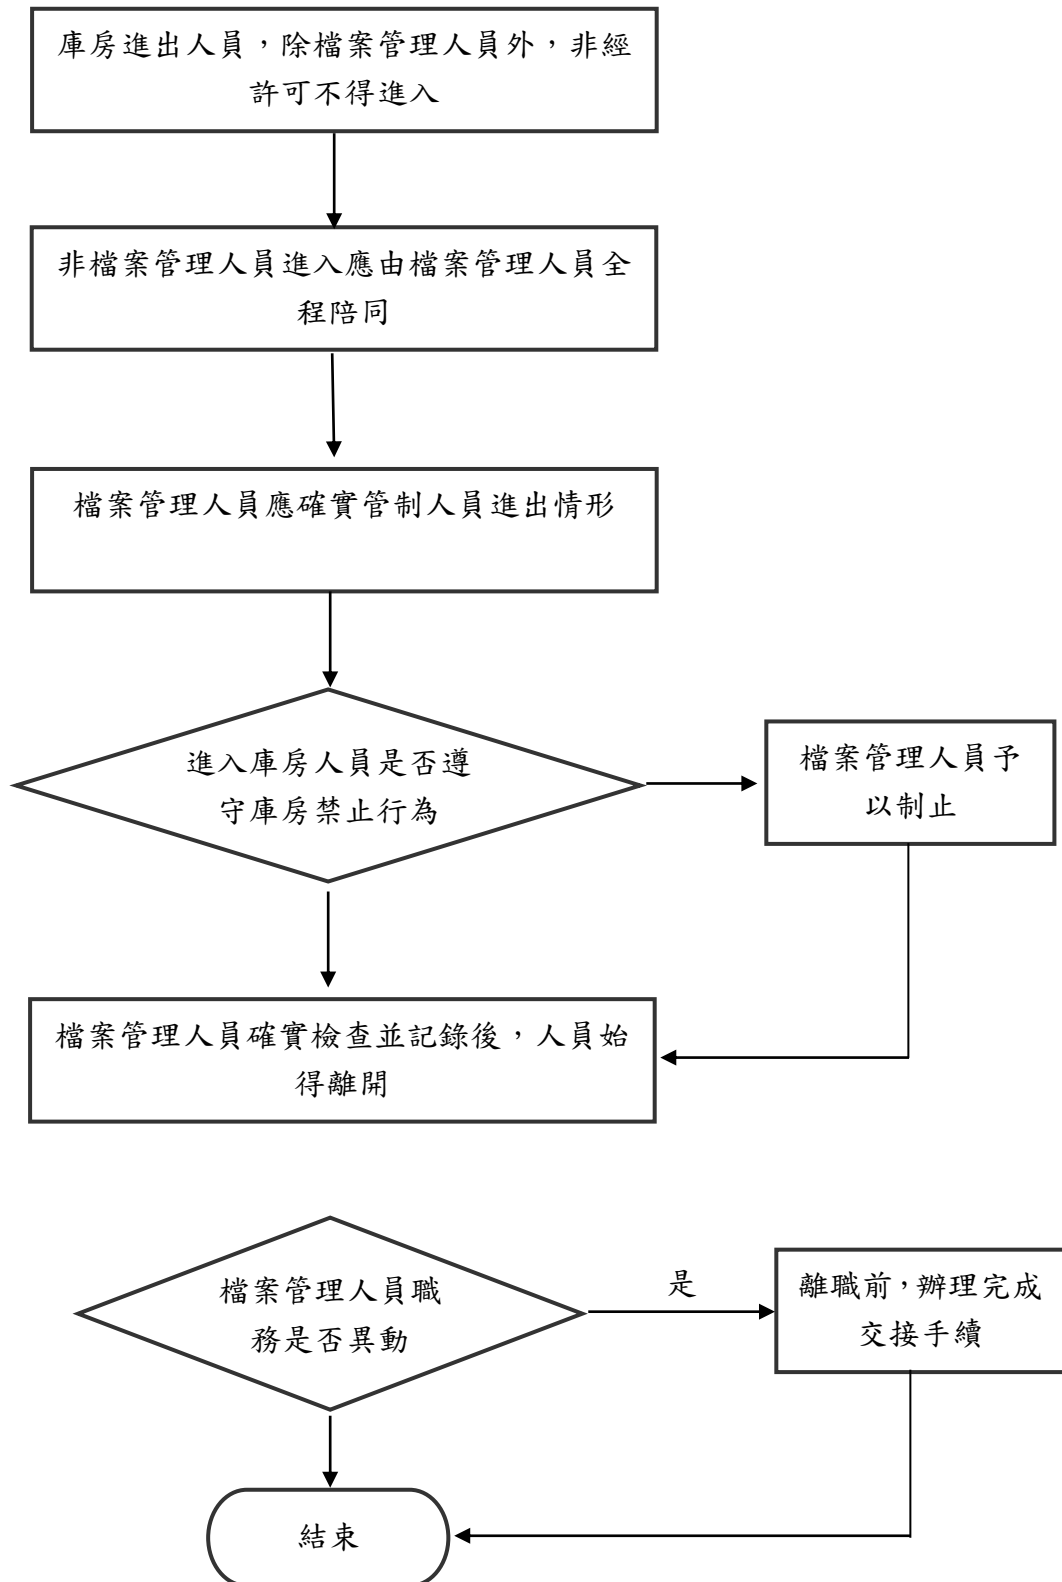 庫房進出人員，除檔案管理人員外，非經
許可不得進入
非檔案管理人員進入應由檔案管理人員全
程陪同
檔案管理人員應確實管制人員進出情形
進入庫房人員是否遵
守庫房禁止行為
檔案管理人員予
以制止
檔案管理人員確實檢查並記錄後，人員始
得離開
檔案管理人員職
務是否異動
是
離職前，辦理完成
交接手續
結束